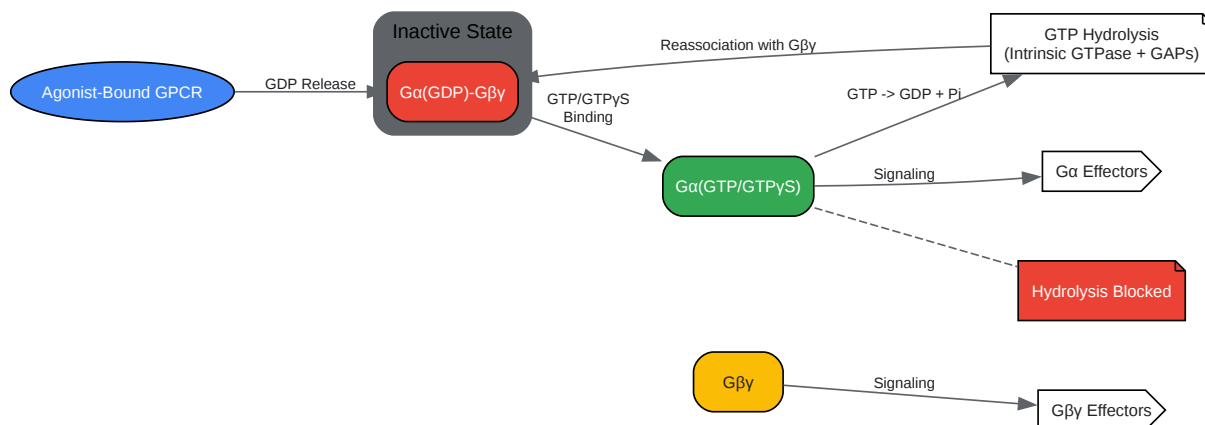 Inactive State
Agonist-Bound GPCR
GDP Release
Gα(GDP)-Gβγ
Reassociation with Gβγ
GTP Hydrolysis
(Intrinsic GTPase + GAPs)
GTP/GTPγS
Binding
GTP -> GDP + Pi
Gα(GTP/GTPγS)
Signaling
Gα Effectors
Hydrolysis Blocked
Gβγ
Signaling
Gβγ Effectors